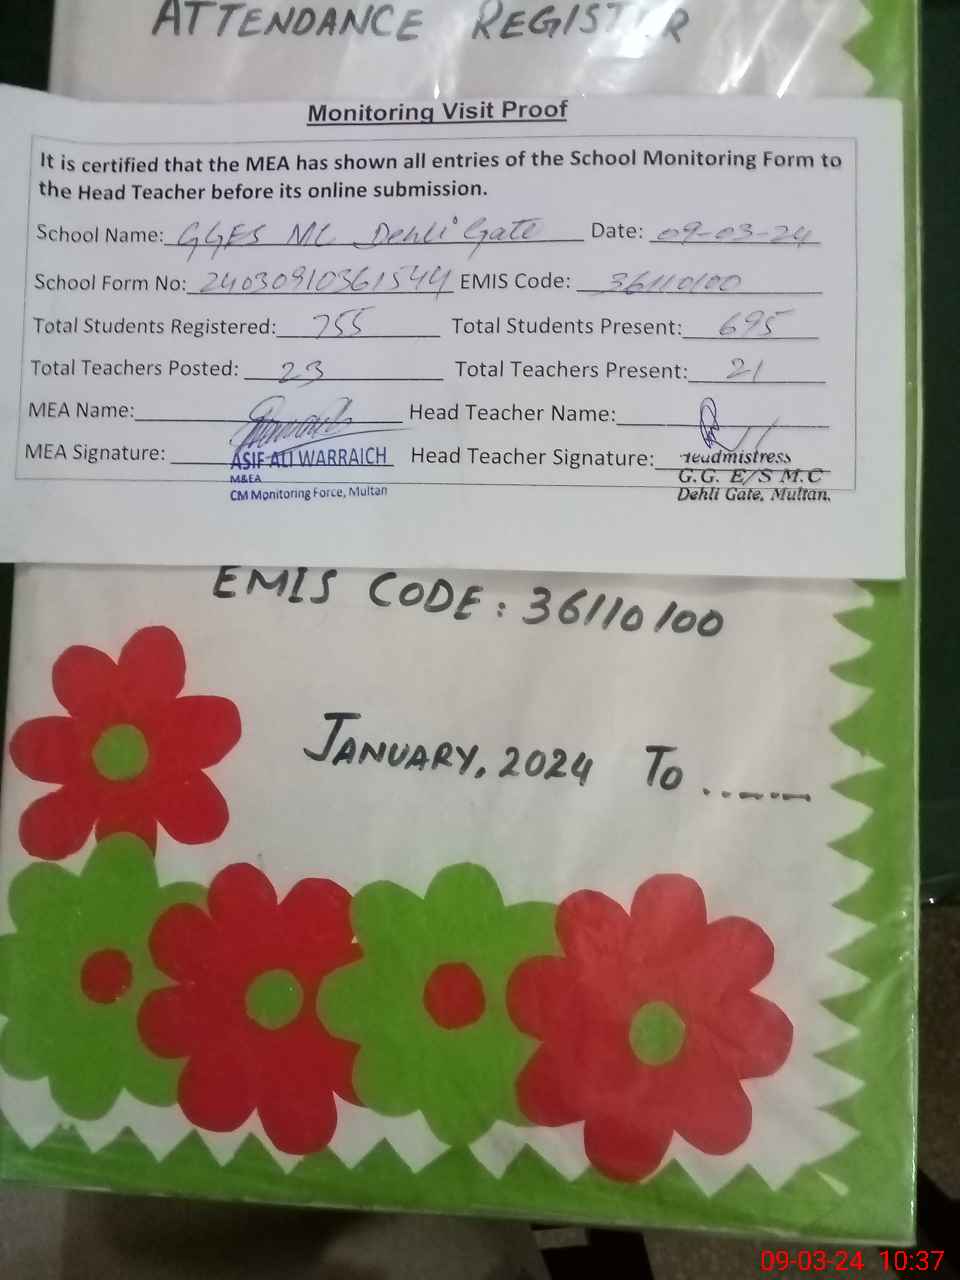 ATTENDANCE REGISTER
Monitoring Visit Proof
It is certified that the MEA has shown all entries of the School Monitoring Form to
the Head Teacher before its online submission.
School Name: GGES MC Dehli Gate Date: 09-03-24
School Form No: 24030910361544 EMIS Code: 36110100
Total Students Registered: 755 Total Students Present: 695
Total Teachers Posted: 23 Total Teachers Present: 21
MEA Name: Head Teacher Name:
MEA Signature: ASIF ALI WARRAICH Head Teacher Signature: Headmistress
M&EA G.G. E/S M.C
CM Monitoring Force, Multan Dehli Gate, Multan.
EMIS CODE: 36110100
JANUARY, 2024 TO ......
09-03-24 10:37